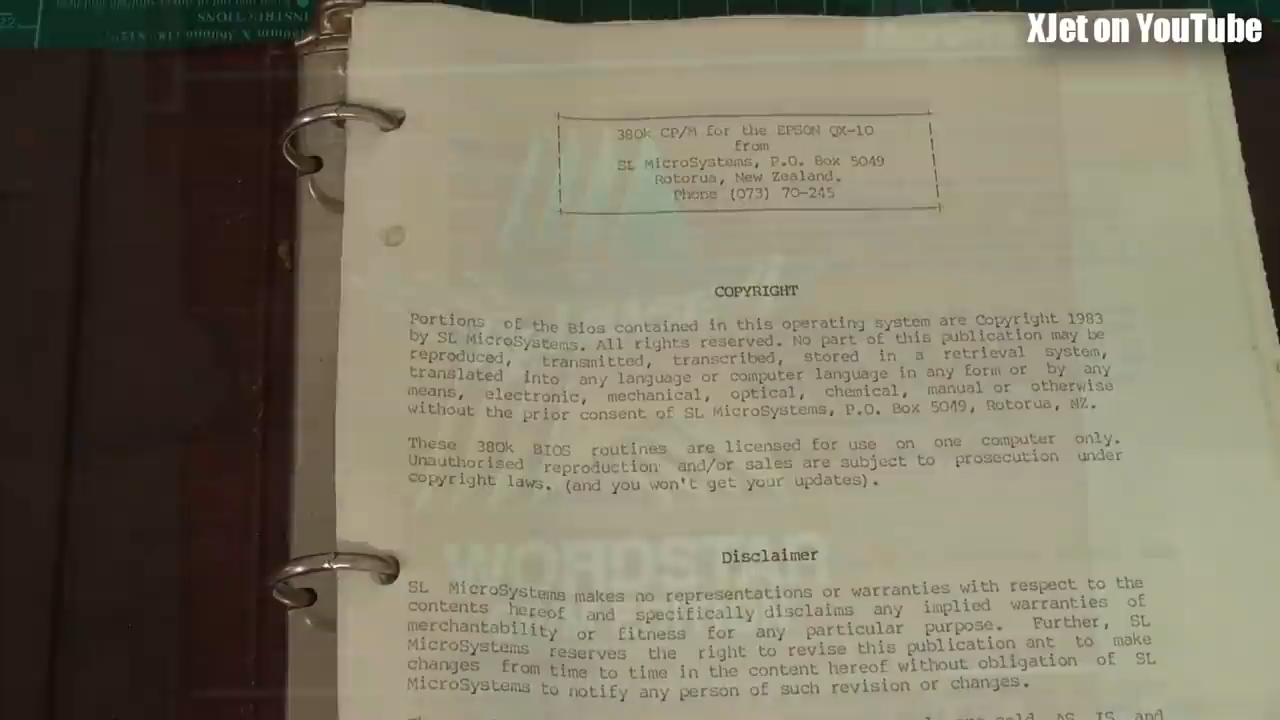 XJet on YouTube
INSTRUCTIONS
380k CP/M for the EPSON QX-10
from
SL MicroSystems, P.O. Box 5049
Rotorua, New Zealand.
Phone (073) 70-245
COPYRIGHT
Portions of the Bios contained in this operating system are Copyright 1983
by SL MicroSystems. All rights reserved. No part of this publication may be
reproduced, transmitted, transcribed, stored in a retrieval system,
translated into any language or computer language in any form or by any
means, electronic, mechanical, optical, chemical, manual or otherwise
without the prior consent of SL MicroSystems, P.O. Box 5049, Rotorua, NZ.
These 380k BIOS routines are licensed for use on one computer only.
Unauthorised reproduction and/or sales are subject to prosecution under
copyright laws. (and you won't get your updates).
WORDSTAR
Disclaimer
SL MicroSystems makes no representations or warranties with respect to the
contents hereof and specifically disclaims any implied warranties of
merchantability or fitness for any particular purpose. Further, SL
MicroSystems reserves the right to revise this publication ant to make
changes from time to time in the content hereof without obligation of SL
MicroSystems to notify any person of such revision or changes.
sold, AS IS, and